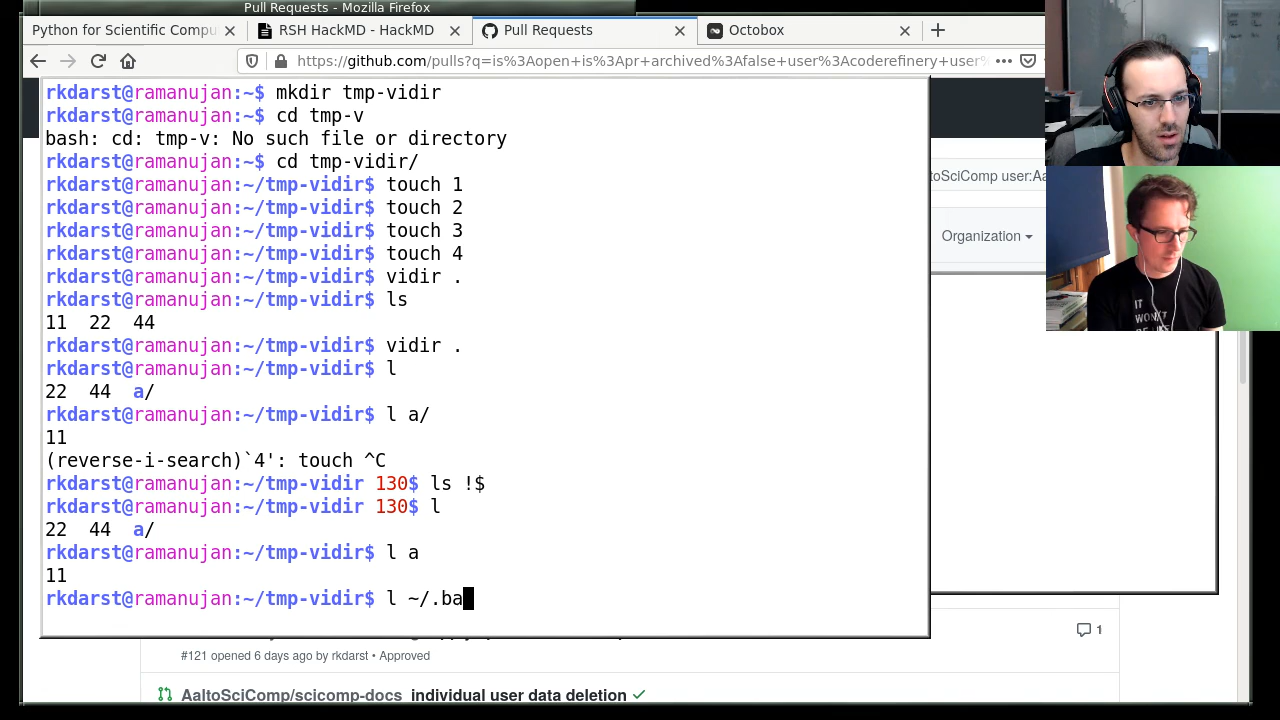 Pull Requests - Mozilla Firefox
Python for Scientific Compu
RSH HackMD - HackMD
Pull Requests
Octobox
https://github.com/pulls?q=is%3Aopen+is%3Apr+archived%3Afalse+user%3Acoderefinery+user%
rkdarst@ramanujan:~$ mkdir tmp-vidir
rkdarst@ramanujan:~$ cd tmp-v
bash: cd: tmp-v: No such file or directory
rkdarst@ramanujan:~$ cd tmp-vidir/
rkdarst@ramanujan:~/tmp-vidir$ touch 1
ltoSciComp user:Aa
rkdarst@ramanujan:~/tmp-vidir$ touch 2
rkdarst@ramanujan:~/tmp-vidir$ touch 3
Organization
rkdarst@ramanujan:~/tmp-vidir$ touch 4
rkdarst@ramanujan:~/tmp-vidir$ vidir .
rkdarst@ramanujan:~/tmp-vidir$ ls
11 22 44
rkdarst@ramanujan:~/tmp-vidir$ vidir .
rkdarst@ramanujan:~/tmp-vidir$ l
22 44 a/
rkdarst@ramanujan:~/tmp-vidir$ l a/
11
(reverse-i-search)`4': touch ^C
rkdarst@ramanujan:~/tmp-vidir 130$ ls !$
rkdarst@ramanujan:~/tmp-vidir 130$ l
22 44 a/
rkdarst@ramanujan:~/tmp-vidir$ l a
11
rkdarst@ramanujan:~/tmp-vidir$ l ~/.ba
1
#121 opened 6 days ago by rkdarst • Approved
AaltoSciComp/scicomp-docs individual user data deletion
IT
WON'T
BE LIKE